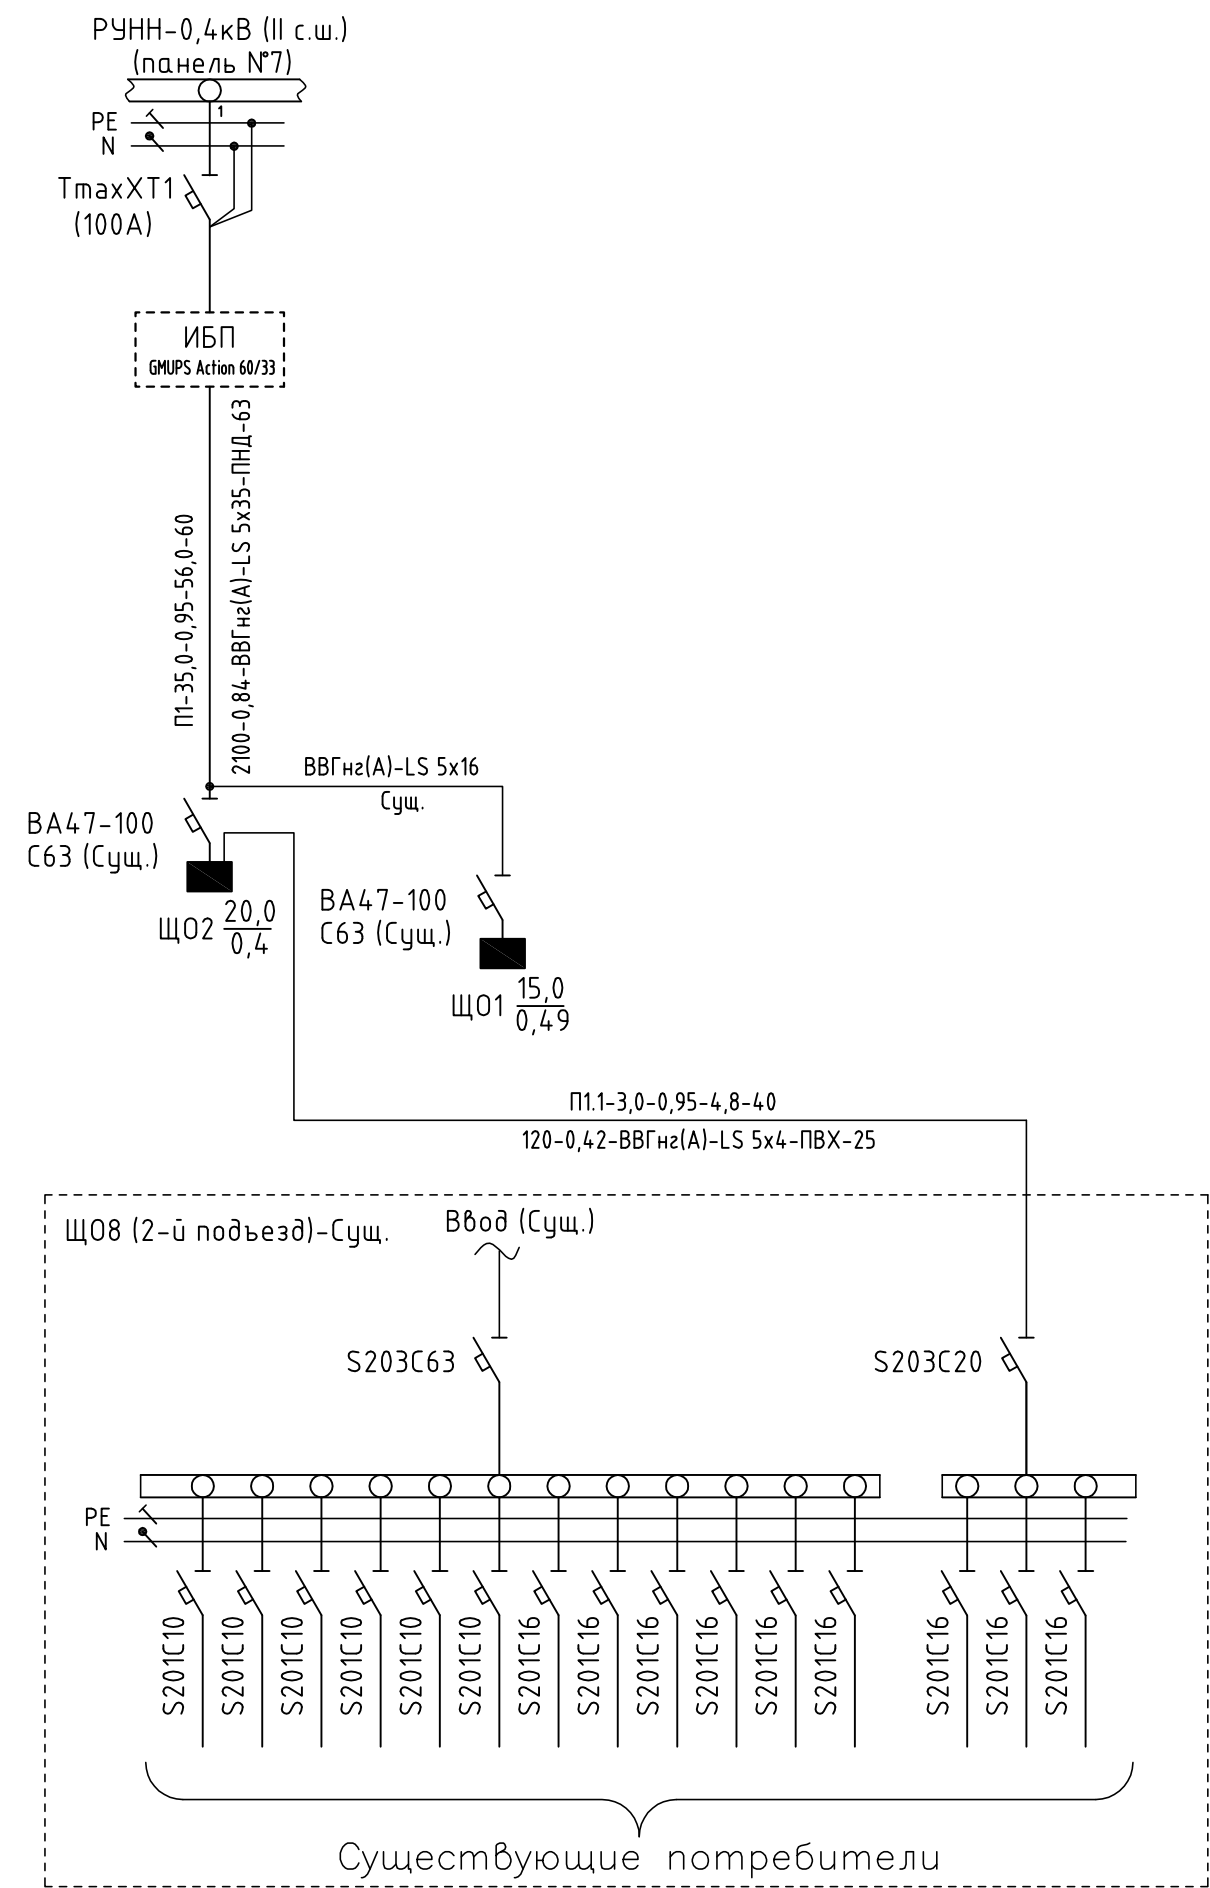 РУНН-0,4кВ (II с.ш.)
(панель №7)
1
PE
N
TmaxXT1
(100А)
ИБП
GMUPS Action 60/33
П1-35,0-0,95-56,0-60
2100-0,84-ВВГнг(А)-LS 5х35-ПНД-63
ВВГнг(А)-LS 5х16
Сущ.
ВА47-100
С63 (Сущ.)
ЩО2 20,0
0,4
ВА47-100
С63 (Сущ.)
ЩО1 15,0
0,49
П1.1-3,0-0,95-4,8-40
120-0,42-ВВГнг(А)-LS 5х4-ПВХ-25
ЩО8 (2-й подъезд)-Сущ.
Ввод (Сущ.)
S203C63
S203C20
PE
N
S201C10
S201C10
S201C10
S201C10
S201C10
S201C10
S201C16
S201C16
S201C16
S201C16
S201C16
S201C16
S201C16
S201C16
S201C16
Существующие потребители